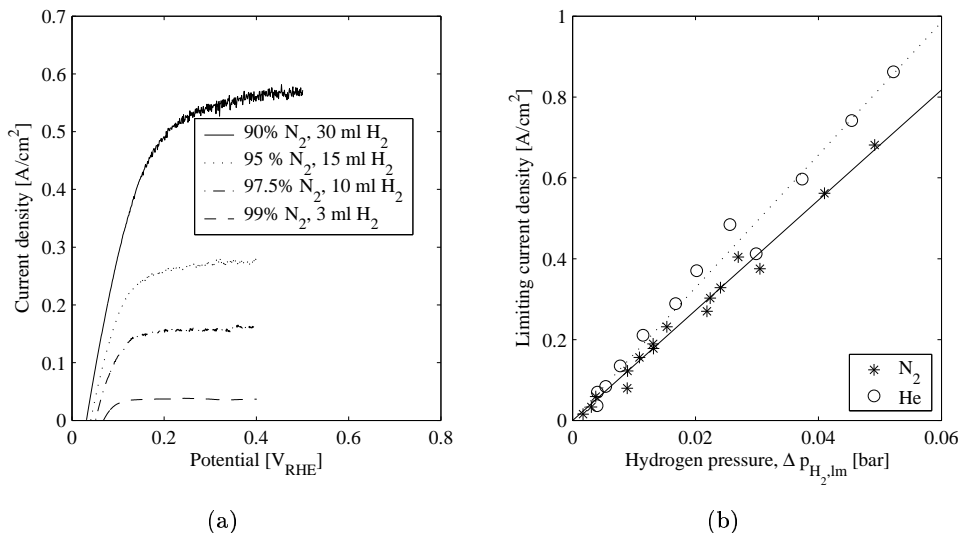 0.7
0.6
0.5
0.4
0.3
0.2
0.1
0
0
0.2
0.4
0.6
0.8
Current density [A/cm²]
Potential [V_RHE]
90% N₂, 30 ml H₂
95 % N₂, 15 ml H₂
97.5% N₂, 10 ml H₂
99% N₂, 3 ml H₂
(a)
1
0.8
0.6
0.4
0.2
0
0
0.02
0.04
0.06
Limiting current density [A/cm²]
Hydrogen pressure, Δ p_H₂,lm [bar]
N₂
He
(b)